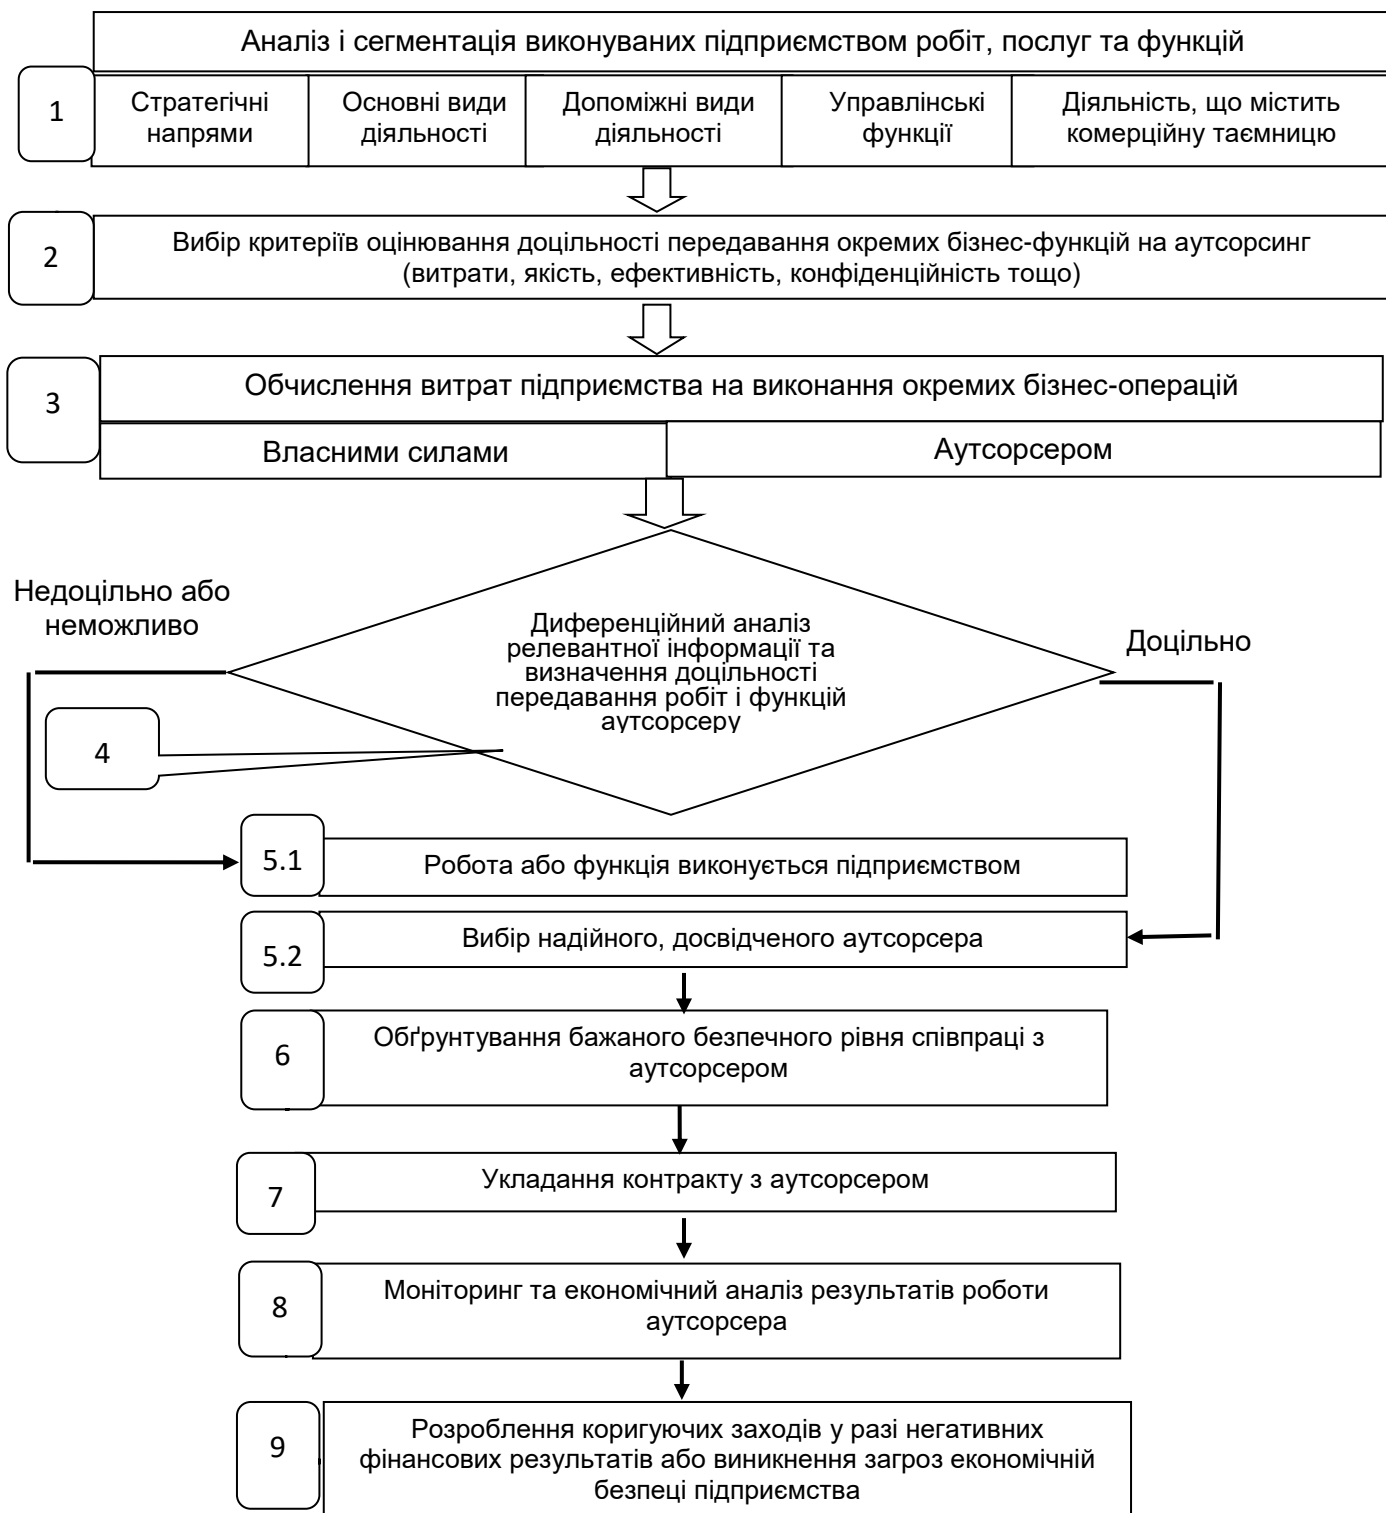 Аналіз і сегментація виконуваних підприємством робіт, послуг та функцій
1
Стратегічні
напрями
Основні види
діяльності
Допоміжні види
діяльності
Управлінські
функції
Діяльність, що містить
комерційну таємницю
2
Вибір критеріїв оцінювання доцільності передавання окремих бізнес-функцій на аутсорсинг
(витрати, якість, ефективність, конфіденційність тощо)
3
Обчислення витрат підприємства на виконання окремих бізнес-операцій
Власними силами
Аутсорсером
Недоцільно або
неможливо
Диференційний аналіз
релевантної інформації та
визначення доцільності
передавання робіт і функцій
аутсорсеру
Доцільно
4
5.1
Робота або функція виконується підприємством
5.2
Вибір надійного, досвідченого аутсорсера
6
Обґрунтування бажаного безпечного рівня співпраці з
аутсорсером
7
Укладання контракту з аутсорсером
8
Моніторинг та економічний аналіз результатів роботи
аутсорсера
9
Розроблення коригуючих заходів у разі негативних
фінансових результатів або виникнення загроз економічній
безпеці підприємства